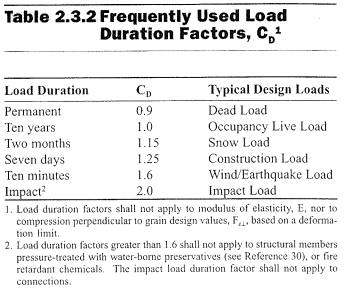 Table 2.3.2 Frequently Used Load
Duration Factors, C_D¹
Load Duration C_D Typical Design Loads
Permanent 0.9 Dead Load
Ten years 1.0 Occupancy Live Load
Two months 1.15 Snow Load
Seven days 1.25 Construction Load
Ten minutes 1.6 Wind/Earthquake Load
Impact² 2.0 Impact Load
1. Load duration factors shall not apply to modulus of elasticity, E, nor to
compression perpendicular to grain design values, F_c⊥, based on a deforma-
tion limit.
2. Load duration factors greater than 1.6 shall not apply to structural members
pressure-treated with water-borne preservatives (see Reference 30), or fire
retardant chemicals. The impact load duration factor shall not apply to
connections.